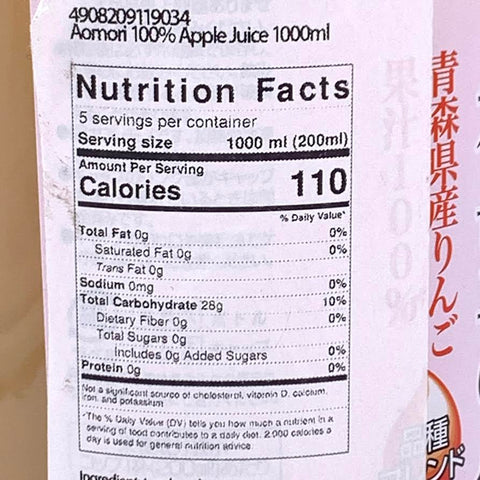 4908209119034
Aomori 100% Apple Juice 1000ml
Nutrition Facts
5 servings per container
Serving size 1000 ml (200ml)
Amount Per Serving
Calories 110
% Daily Value*
Total Fat 0g 0%
Saturated Fat 0g 0%
Trans Fat 0g
Sodium 0mg 0%
Total Carbohydrate 28g 10%
Dietary Fiber 0g 0%
Total Sugars 0g
Includes 0g Added Sugars 0%
Protein 0g 0%
Not a significant source of cholesterol, vitamin D, calcium,
iron, and potassium
*The % Daily Value (DV) tells you how much a nutrient in a
serving of food contributes to a daily diet. 2,000 calories a
day is used for general nutrition advice.
青森県産りんご
果汁100%
品種